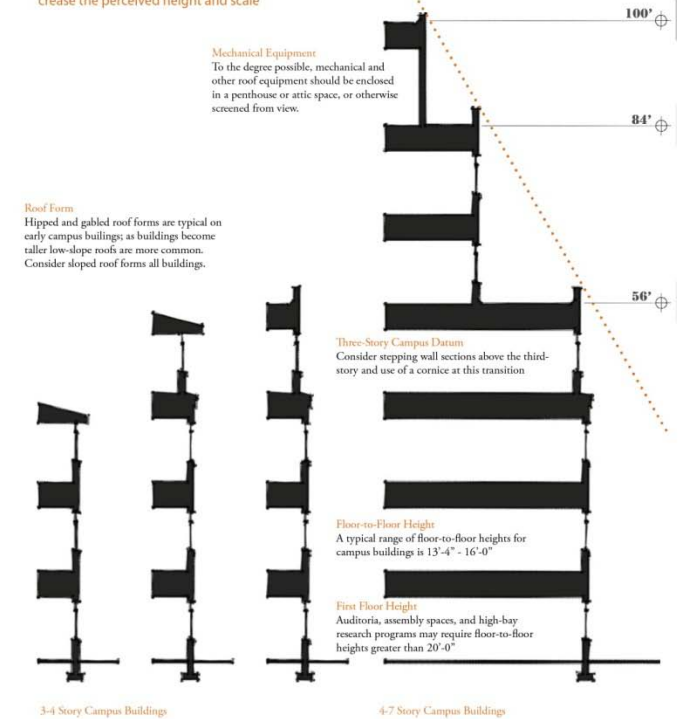 crease the perceived height and scale
100'
Mechanical Equipment
To the degree possible, mechanical and
other roof equipment should be enclosed
in a penthouse or attic space, or otherwise
screened from view.
84'
Roof Form
Hipped and gabled roof forms are typical on
early campus builings; as buildings become
taller low-slope roofs are more common.
Consider sloped roof forms all buildings.
56'
Three-Story Campus Datum
Consider stepping wall sections above the third-
story and use of a cornice at this transition
Floor-to-Floor Height
A typical range of floor-to-floor heights for
campus buildings is 13'-4" - 16'-0"
First Floor Height
Auditoria, assembly spaces, and high-bay
research programs may require floor-to-floor
heights greater than 20'-0"
3-4 Story Campus Buildings
4-7 Story Campus Buildings